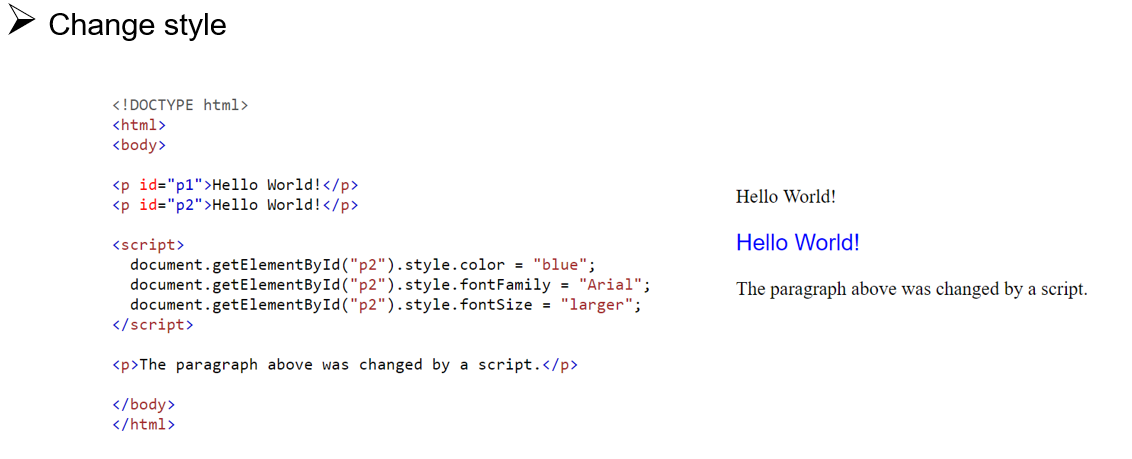 Change style
<!DOCTYPE html>
<html>
<body>
<p id="p1">Hello World!</p>
<p id="p2">Hello World!</p>
<script>
document.getElementById("p2").style.color = "blue";
document.getElementById("p2").style.fontFamily = "Arial";
document.getElementById("p2").style.fontSize = "larger";
</script>
<p>The paragraph above was changed by a script.</p>
</body>
</html>
Hello World!
Hello World!
The paragraph above was changed by a script.